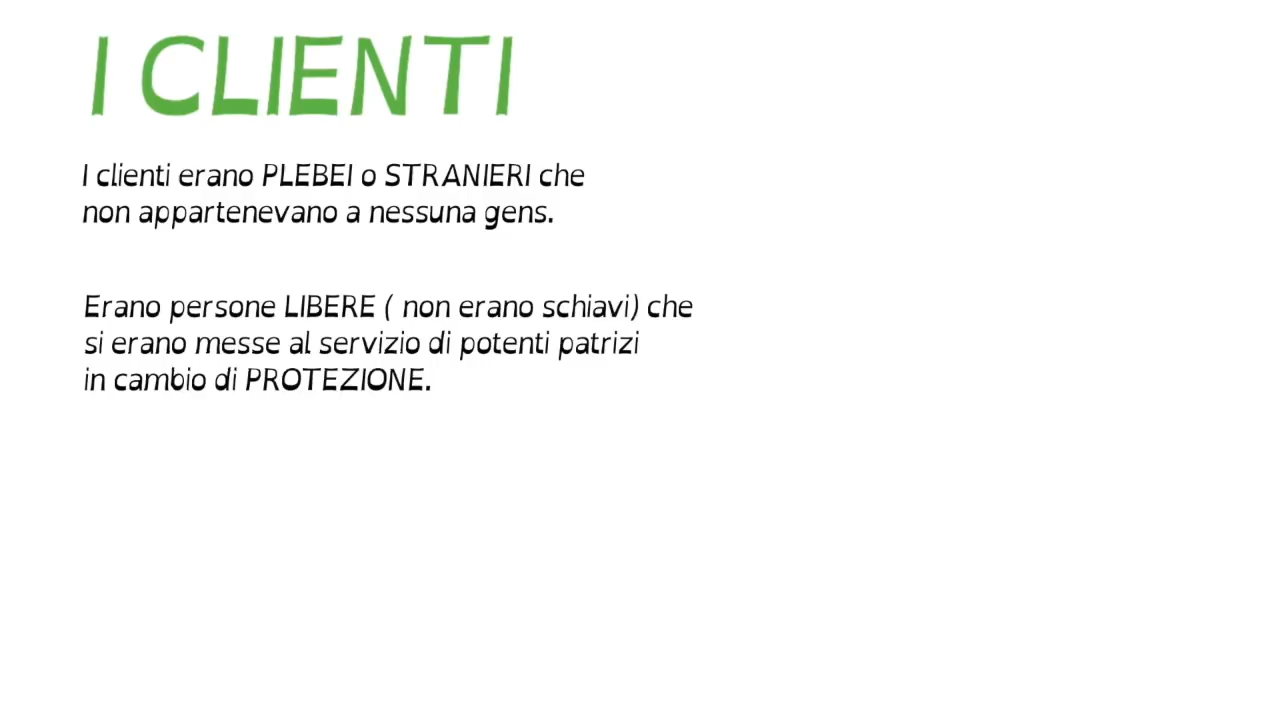 I CLIENTI
I clienti erano PLEBEI o STRANIERI che
non appartenevano a nessuna gens.
Erano persone LIBERE ( non erano schiavi) che
si erano messe al servizio di potenti patrizi
in cambio di PROTEZIONE.